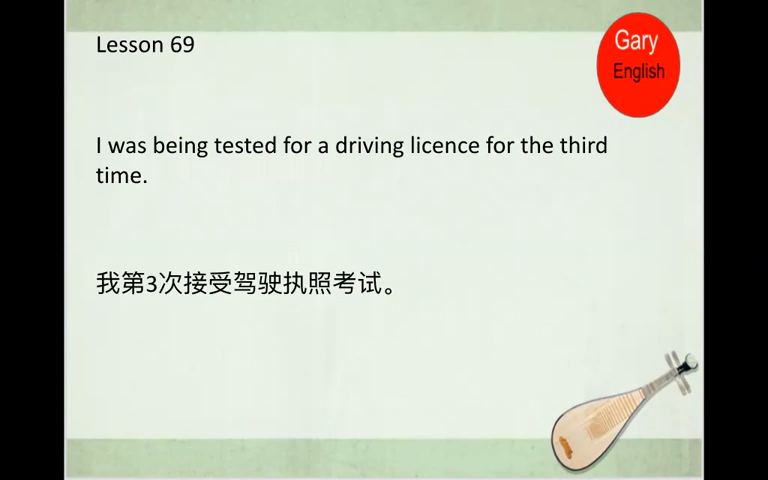 Lesson 69
Gary
English
I was being tested for a driving licence for the third
time.
我第3次接受驾驶执照考试。